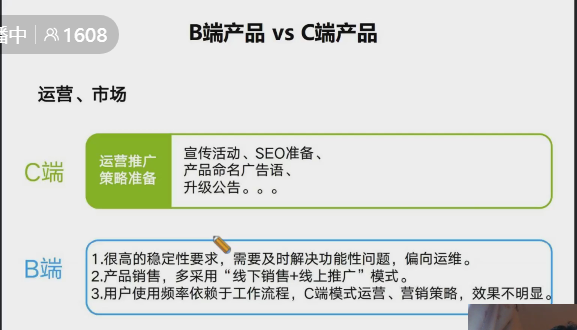 播中 1608
B端产品 vs C端产品
运营、市场
C端
运营推广
策略准备
宣传活动、SEO准备、
产品命名广告语、
升级公告。。。
B端
1.很高的稳定性要求，需要及时解决功能性问题，偏向运维。
2.产品销售，多采用“线下销售+线上推广”模式。
3.用户使用频率依赖于工作流程，C端模式运营、营销策略，效果不明显。